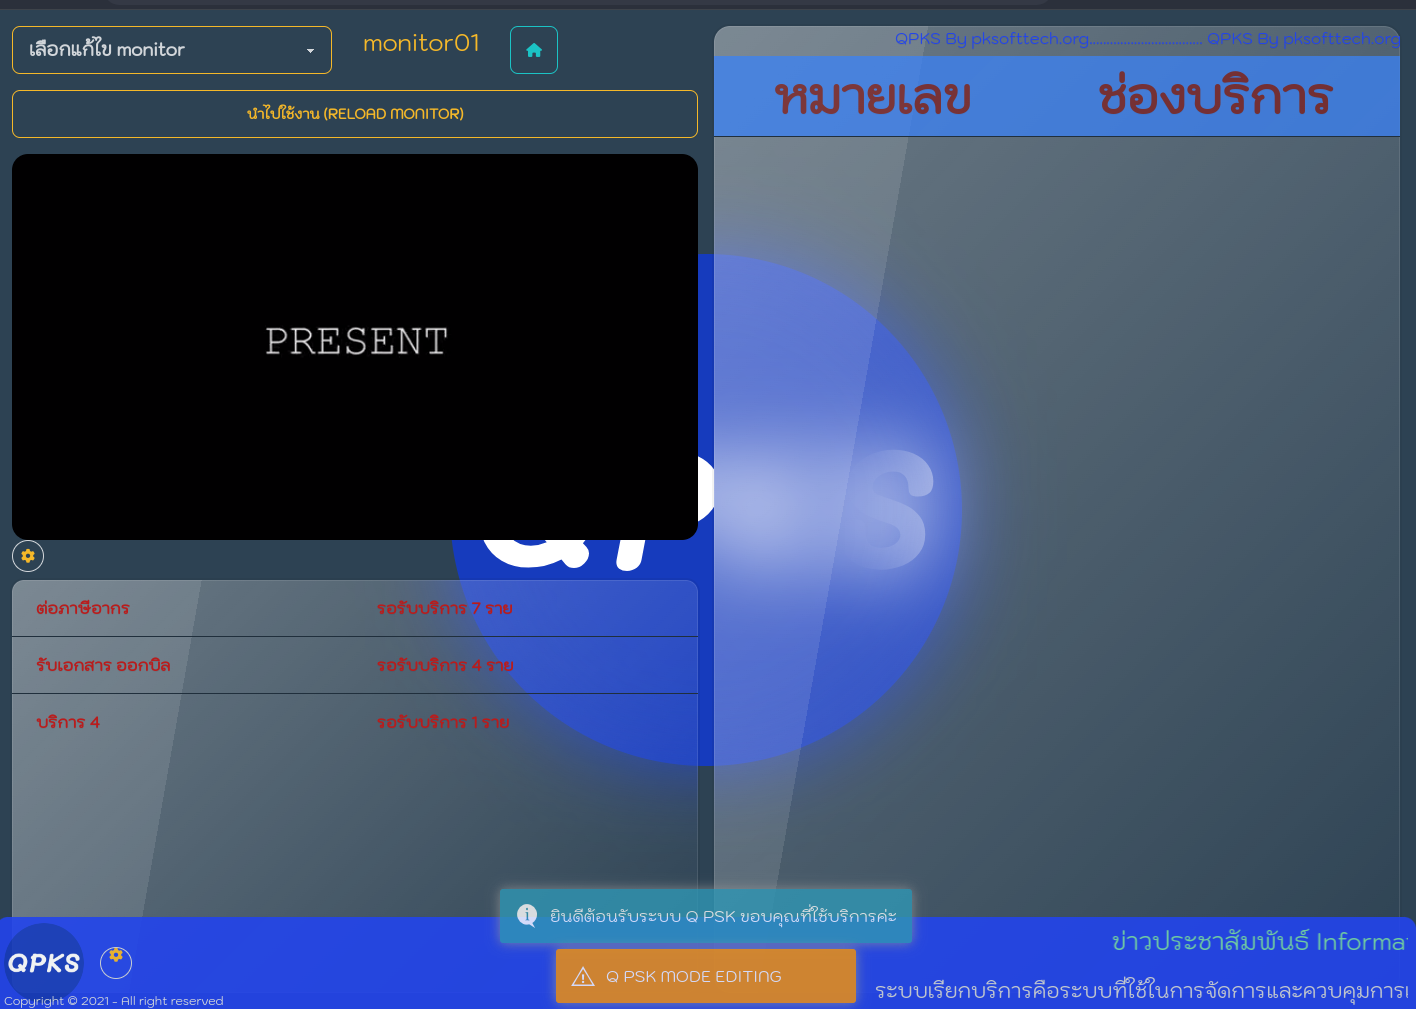 เลือกแก้ไข monitor
monitor01
นำไปใช้งาน (RELOAD MONITOR)
PRESENT
ต่อภาษีอากร รอรับบริการ 7 ราย
รับเอกสาร ออกบิล รอรับบริการ 4 ราย
บริการ 4 รอรับบริการ 1 ราย
QPKS By pksofttech.org.................................. QPKS By pksofttech.org
หมายเลข ช่องบริการ
ยินดีต้อนรับระบบ Q PSK ขอบคุณที่ใช้บริการค่ะ
Q PSK MODE EDITING
QPKS
Copyright © 2021 - All right reserved
ข่าวประชาสัมพันธ์ Informa
ระบบเรียกบริการคือระบบที่ใช้ในการจัดการและควบคุมการเ